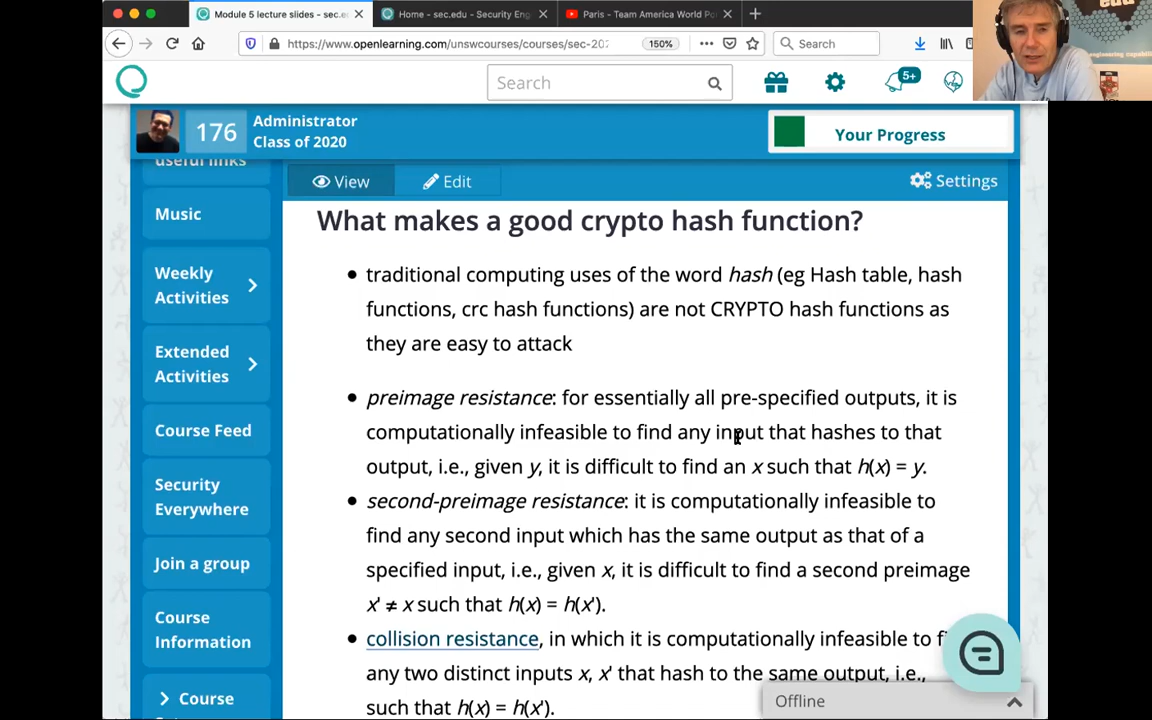 Module 5 lecture slides - sec.e
Home - sec.edu - Security Eng
Paris - Team America World Po
https://www.openlearning.com/unswcourses/courses/sec-20
150%
Search
Search
5+
176
Administrator
Class of 2020
Your Progress
useful links
View
Edit
Settings
Music
Weekly
Activities
Extended
Activities
Course Feed
Security
Everywhere
Join a group
Course
Information
Course
What makes a good crypto hash function?
traditional computing uses of the word hash (eg Hash table, hash
functions, crc hash functions) are not CRYPTO hash functions as
they are easy to attack
preimage resistance: for essentially all pre-specified outputs, it is
computationally infeasible to find any input that hashes to that
output, i.e., given y, it is difficult to find an x such that h(x) = y.
second-preimage resistance: it is computationally infeasible to
find any second input which has the same output as that of a
specified input, i.e., given x, it is difficult to find a second preimage
x' ≠ x such that h(x) = h(x').
collision resistance, in which it is computationally infeasible to
any two distinct inputs x, x' that hash to the same output, i.e.,
such that h(x) = h(x').
Offline